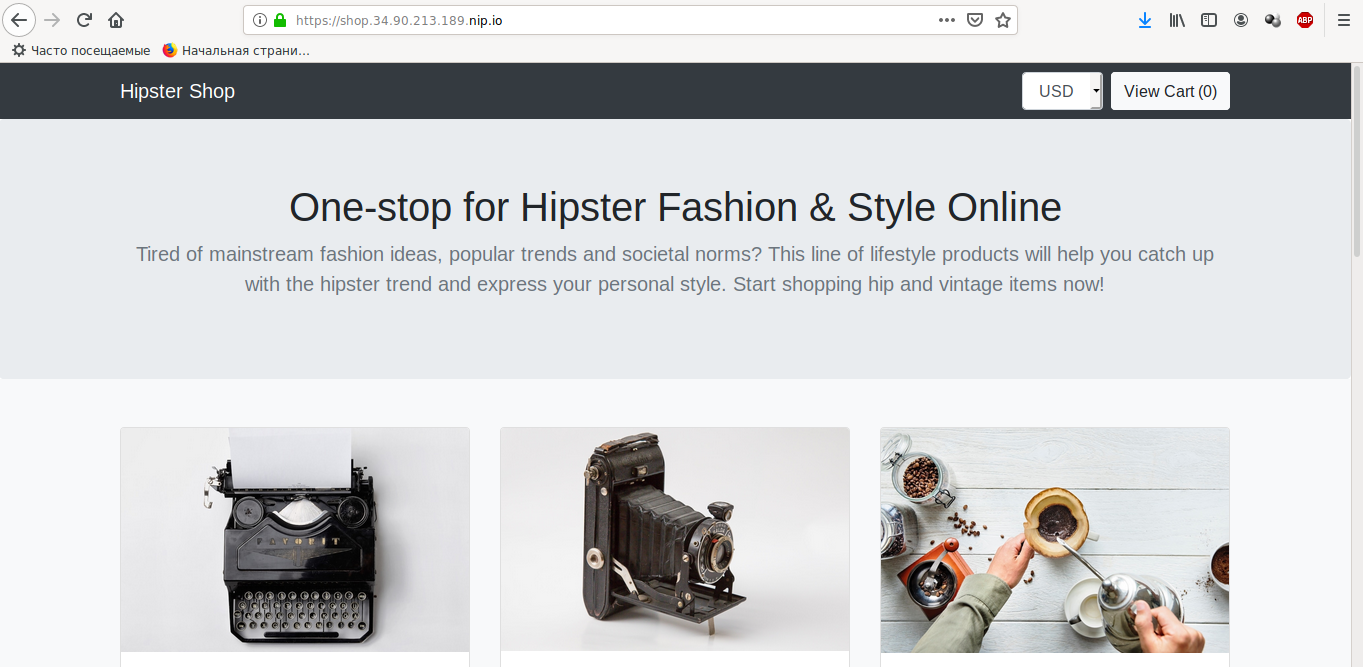 https://shop.34.90.213.189.nip.io
ABP
Часто посещаемые
Начальная страни…
Hipster Shop
USD
View Cart (0)
One-stop for Hipster Fashion & Style Online
Tired of mainstream fashion ideas, popular trends and societal norms? This line of lifestyle products will help you catch up
with the hipster trend and express your personal style. Start shopping hip and vintage items now!
FAVORIT